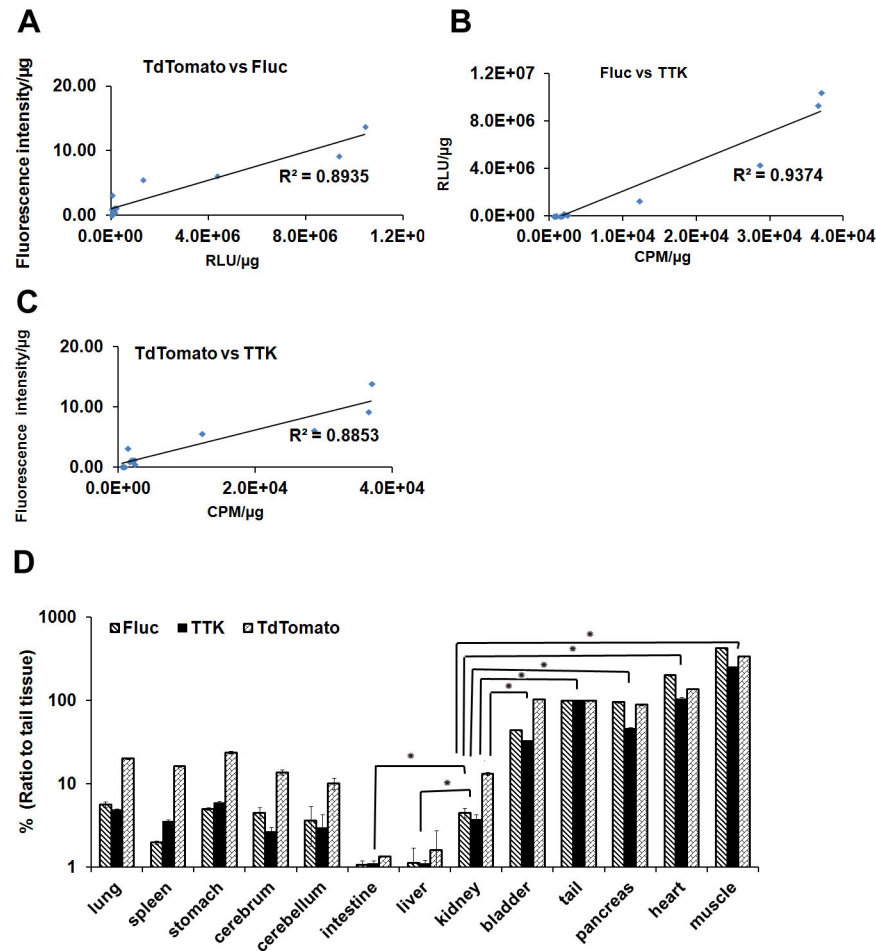 A
TdTomato vs Fluc
Fluorescence intensity/µg
20.00
10.00
0.00
R² = 0.8935
0.0E+00 4.0E+06 8.0E+06 1.2E+0
RLU/µg
B
Fluc vs TTK
RLU/µg
1.2E+07
8.0E+06
4.0E+06
0.0E+00
R² = 0.9374
0.0E+00 1.0E+04 2.0E+04 3.0E+04 4.0E+04
CPM/µg
C
TdTomato vs TTK
Fluorescence intensity/µg
20.00
10.00
0.00
R² = 0.8853
0.0E+00 2.0E+04 4.0E+04
CPM/µg
D
% (Ratio to tail tissue)
1000
100
10
1
Fluc TTK TdTomato
* * * * *
* *
lung spleen stomach cerebrum cerebellum intestine liver kidney bladder tail pancreas heart muscle